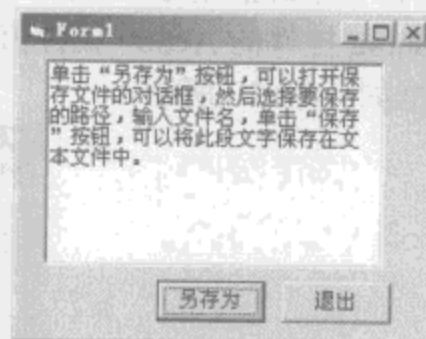 Form1
单击“另存为”按钮，可以打开保
存文件的对话框，然后选择要保存
的路径，输入文件名，单击“保存
”按钮，可以将此段文字保存在文
本文件中。
另存为 退出